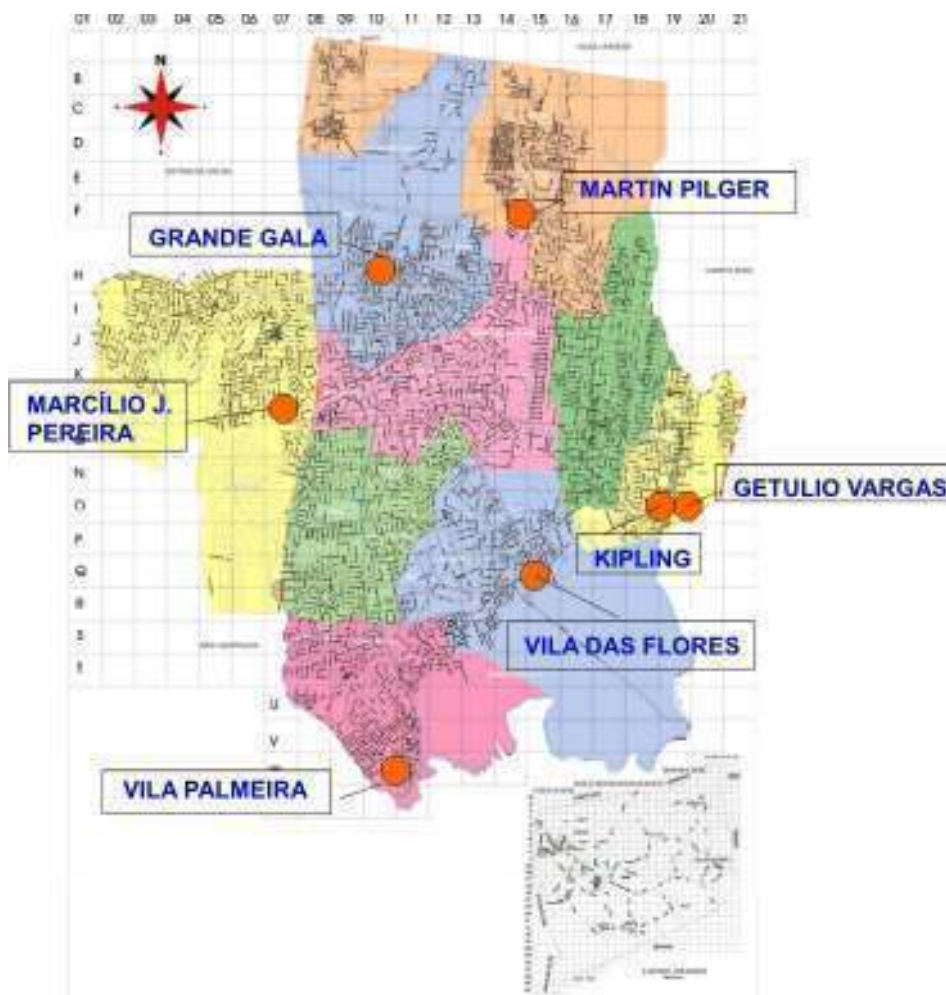 01 02 03 04 05 06 07 08 09 10 11 12 13 14 15 16 17 18 19 20 21
N
B
C
D
E
F
MARTIN PILGER
GRANDE GALA
H
I
J
K
MARCÍLIO J.
PEREIRA
N
O
GETULIO VARGAS
P
KIPLING
Q
R
S
VILA DAS FLORES
T
U
V
VILA PALMEIRA